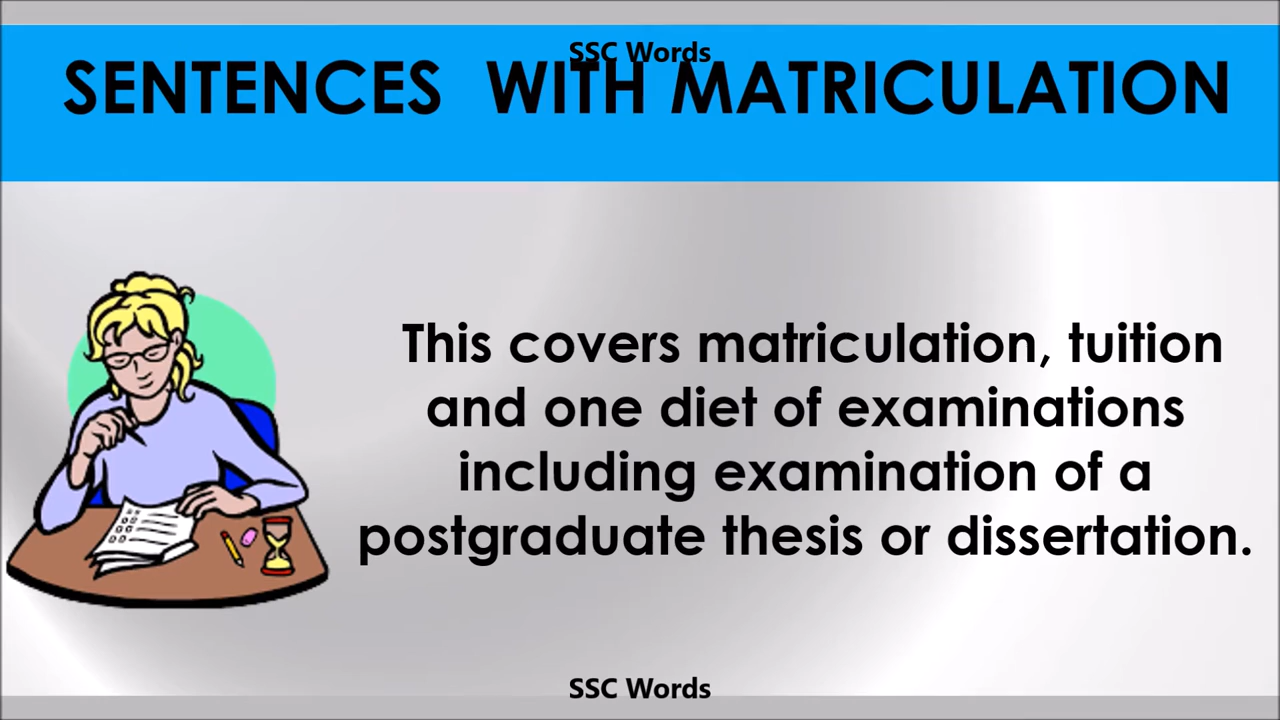 SSC Words
SENTENCES WITH MATRICULATION
This covers matriculation, tuition
and one diet of examinations
including examination of a
postgraduate thesis or dissertation.
SSC Words